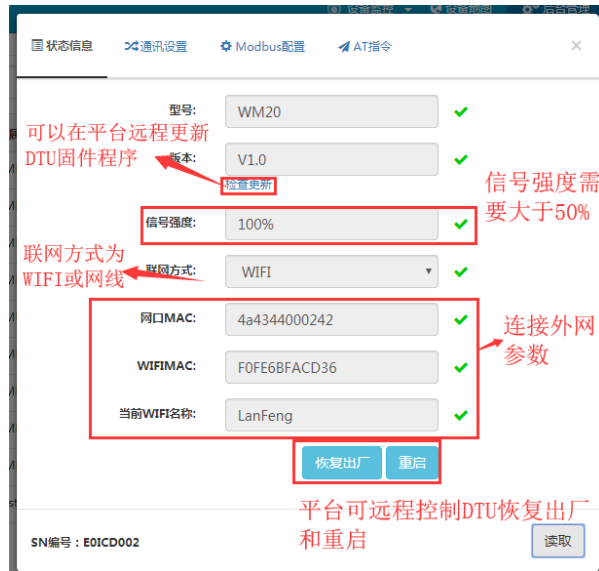 设备监控 设备地图 后台管理
状态信息 通讯设置 Modbus配置 AT指令 ×
型号: WM20
可以在平台远程更新
DTU固件程序
版本: V1.0
检查更新
信号强度需
要大于50%
信号强度: 100%
联网方式为
WIFI或网线
联网方式: WIFI
网口MAC: 4a4344000242
连接外网
参数
WIFIMAC: F0FE6BFACD36
当前WIFI名称: LanFeng
恢复出厂 重启
平台可远程控制DTU恢复出厂
和重启
SN编号：E0ICD002 读取